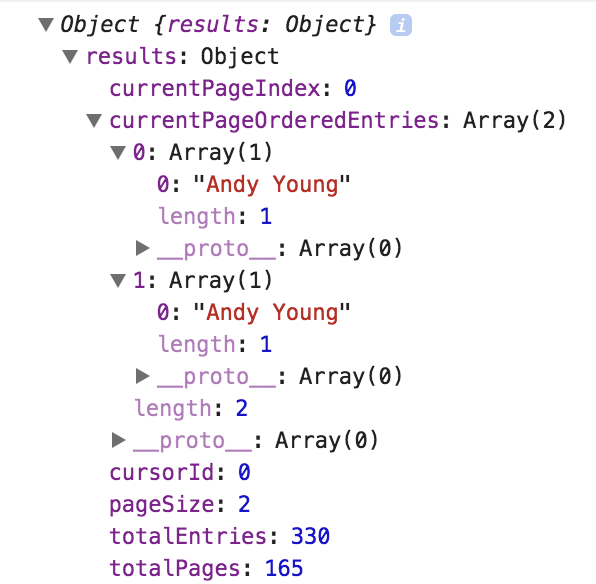 Object {results: Object} i
results: Object
currentPageIndex: 0
currentPageOrderedEntries: Array(2)
0: Array(1)
0: "Andy Young"
length: 1
__proto__: Array(0)
1: Array(1)
0: "Andy Young"
length: 1
__proto__: Array(0)
length: 2
__proto__: Array(0)
cursorId: 0
pageSize: 2
totalEntries: 330
totalPages: 165